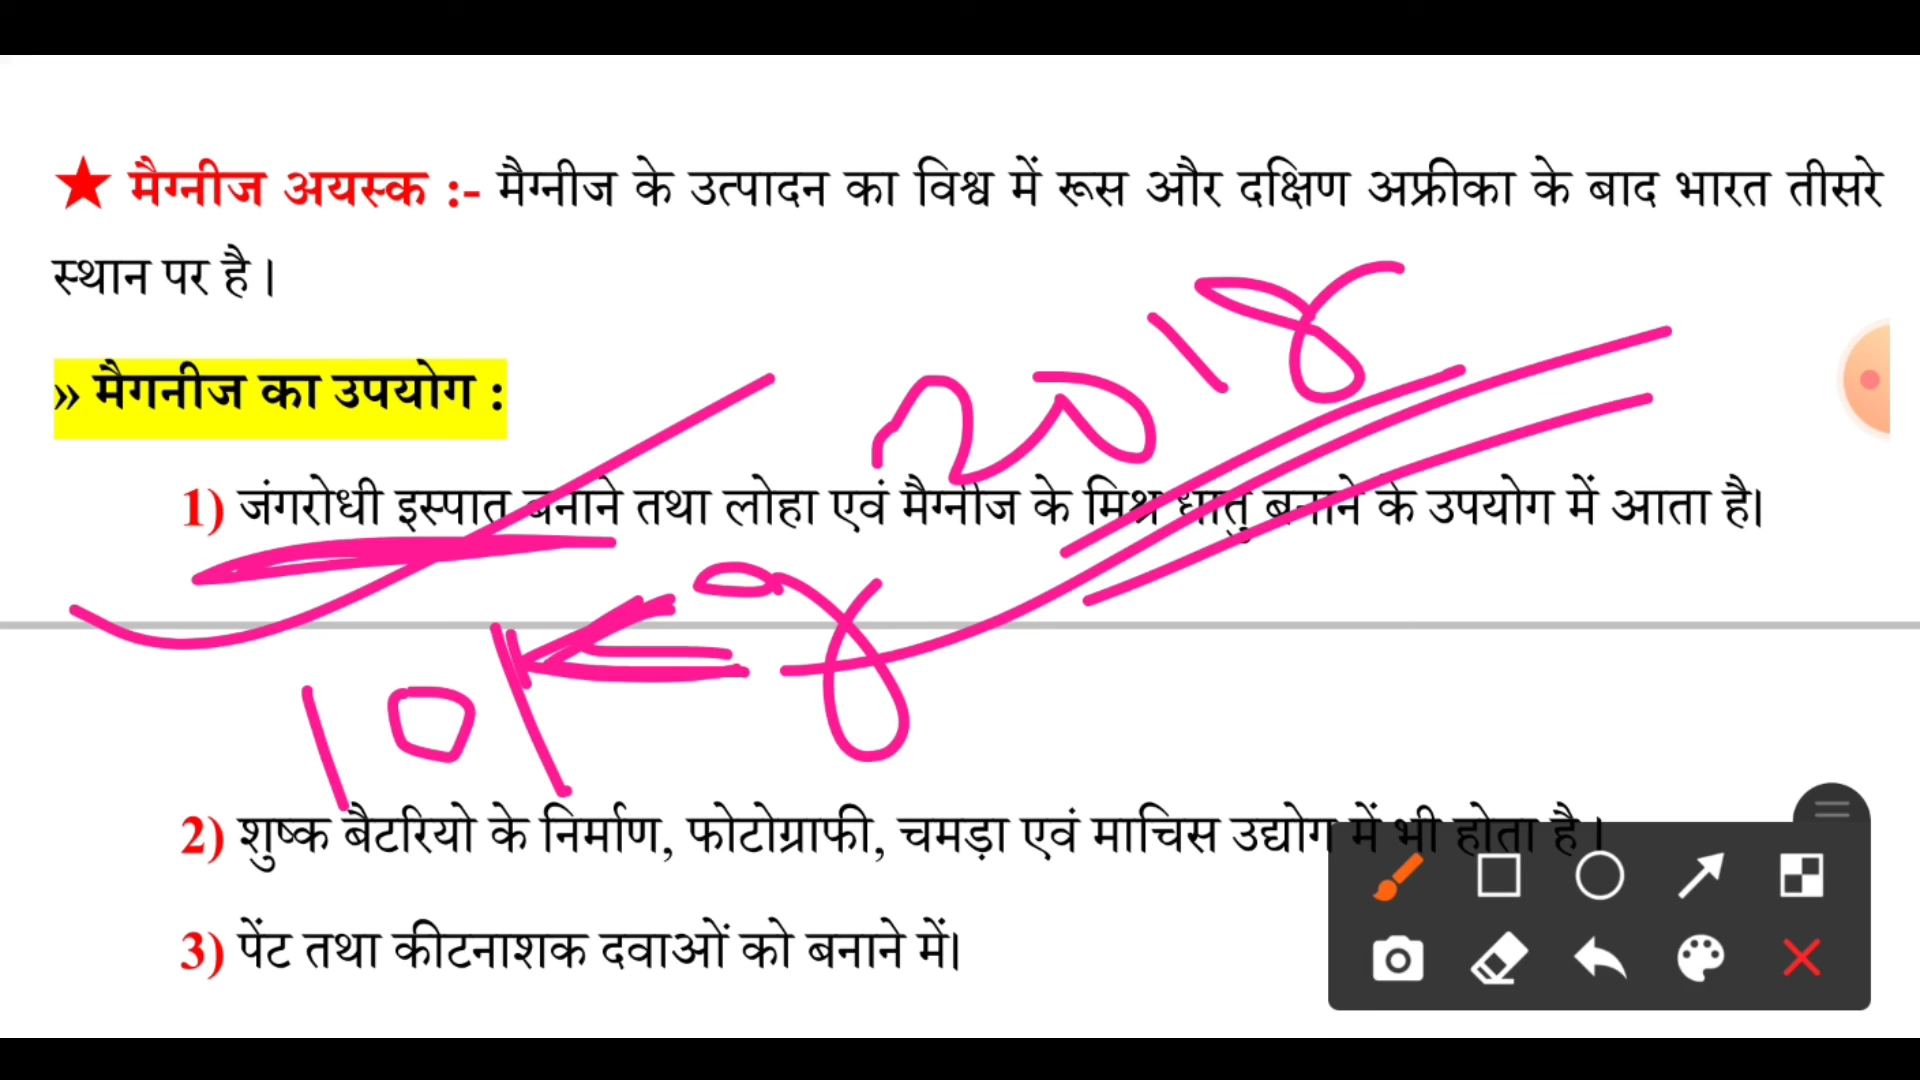 ★ मैग्नीज अयस्क :- मैग्नीज के उत्पादन का विश्व में रूस और दक्षिण अफ्रीका के बाद भारत तीसरे
स्थान पर है।
» मैगनीज का उपयोग :
2018
1) जंगरोधी इस्पात बनाने तथा लोहा एवं मैग्नीज के मिश्र धातु बनाने के उपयोग में आता है।
10
2) शुष्क बैटरियो के निर्माण, फोटोग्राफी, चमड़ा एवं माचिस उद्योग में भी होता है।
3) पेंट तथा कीटनाशक दवाओं को बनाने में।